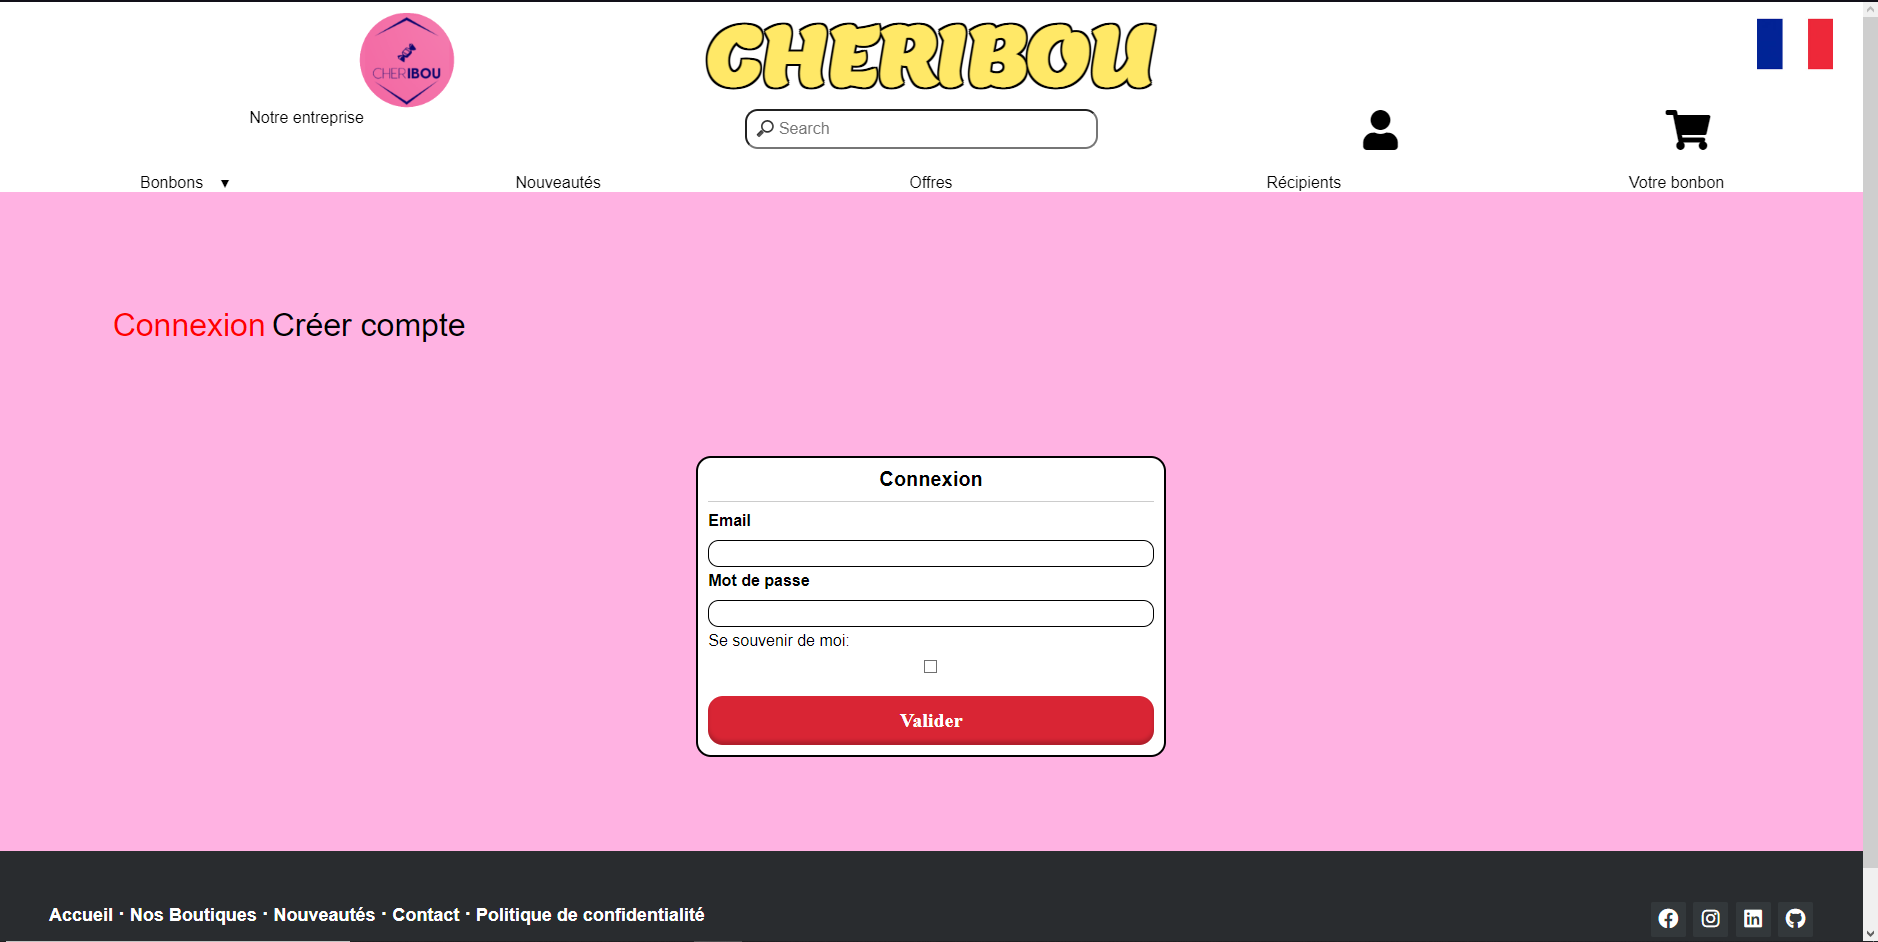 CHERIBOU
CHERIBOU
Notre entreprise
Search
Bonbons ▼ Nouveautés Offres Récipients Votre bonbon
Connexion Créer compte
Connexion
Email
Mot de passe
Se souvenir de moi:
Valider
Accueil · Nos Boutiques · Nouveautés · Contact · Politique de confidentialité